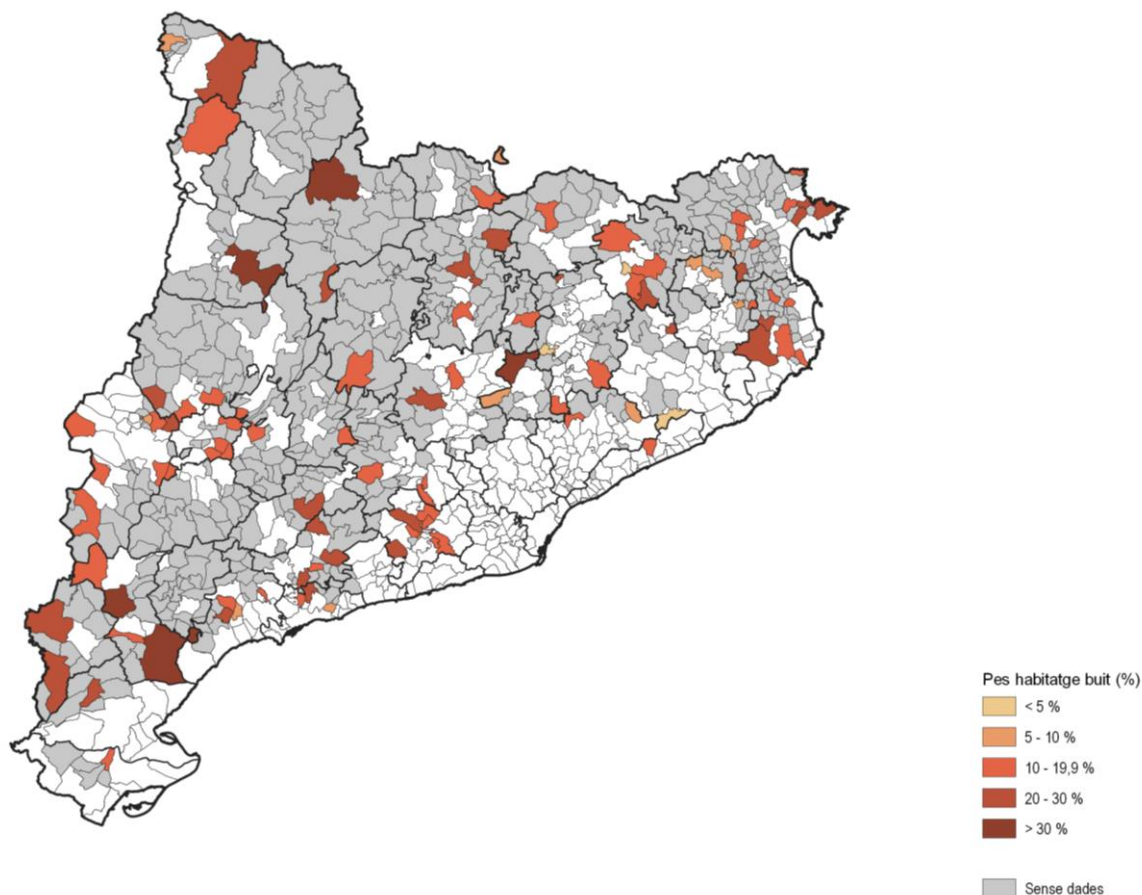 Pes habitatge buit (%)
< 5 %
5 - 10 %
10 - 19,9 %
20 - 30 %
> 30 %
Sense dades